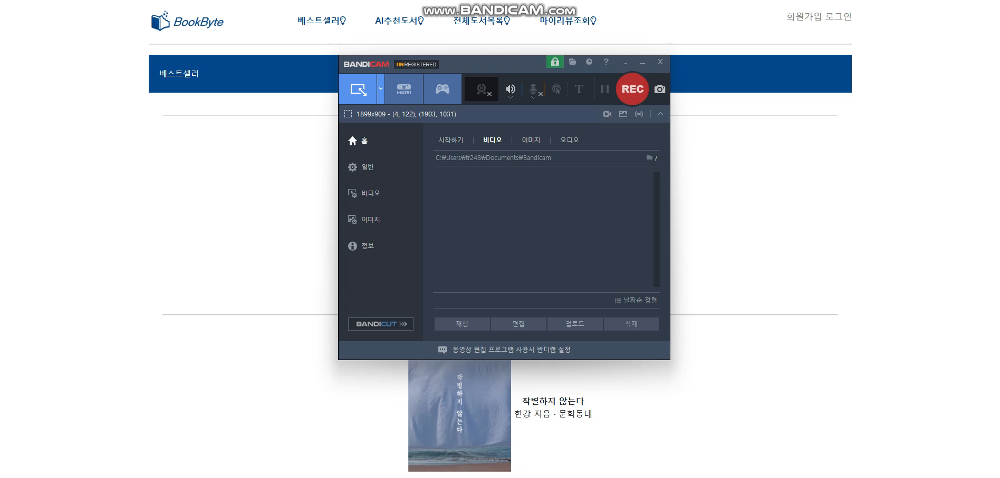 www.BANDICAM.com
BookByte
베스트셀러
AI추천도서
전체도서목록
마이리뷰조회
회원가입 로그인
베스트셀러
BANDICAM UNREGISTERED
?
HDMI
T
REC
1899x909 - (4, 122), (1903, 1031)
홈
일반
비디오
이미지
정보
BANDICUT
시작하기 | 비디오 | 이미지 | 오디오
C:₩Users₩tr248₩Documents₩Bandicam
/
날짜순 정렬
재생
편집
업로드
삭제
동영상 편집 프로그램 사용시 반디캠 설정
작별하지 않는다
작별하지 않는다
한강 지음 · 문학동네